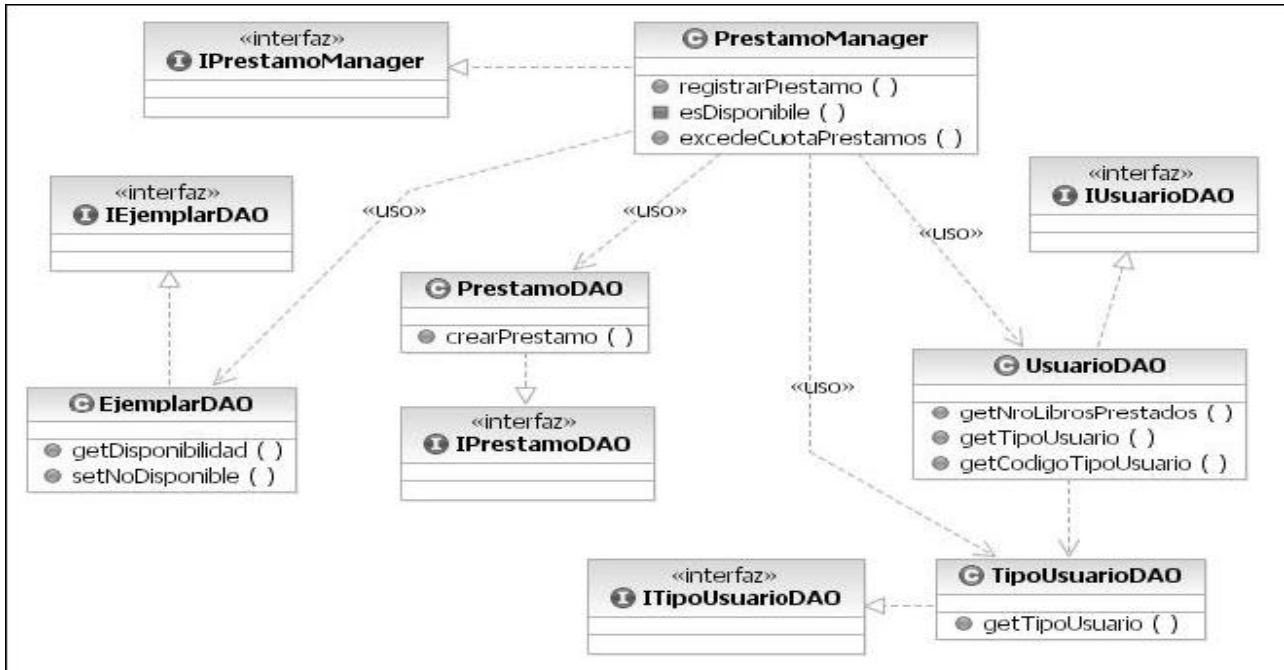 «interfaz»
IPrestamoManager
PrestamoManager
registrarPrestamo ( )
esDisponibile ( )
excedeCuotaPrestamos ( )
«interfaz»
IEjemplarDAO
«uso»
«uso»
«uso»
«interfaz»
IUsuarioDAO
PrestamoDAO
crearPrestamo ( )
EjemplarDAO
getDisponibilidad ( )
setNoDisponible ( )
«interfaz»
IPrestamoDAO
«uso»
UsuarioDAO
getNroLibrosPrestados ( )
getTipoUsuario ( )
getCodigoTipoUsuario ( )
«interfaz»
ITipoUsuarioDAO
TipoUsuarioDAO
getTipoUsuario ( )